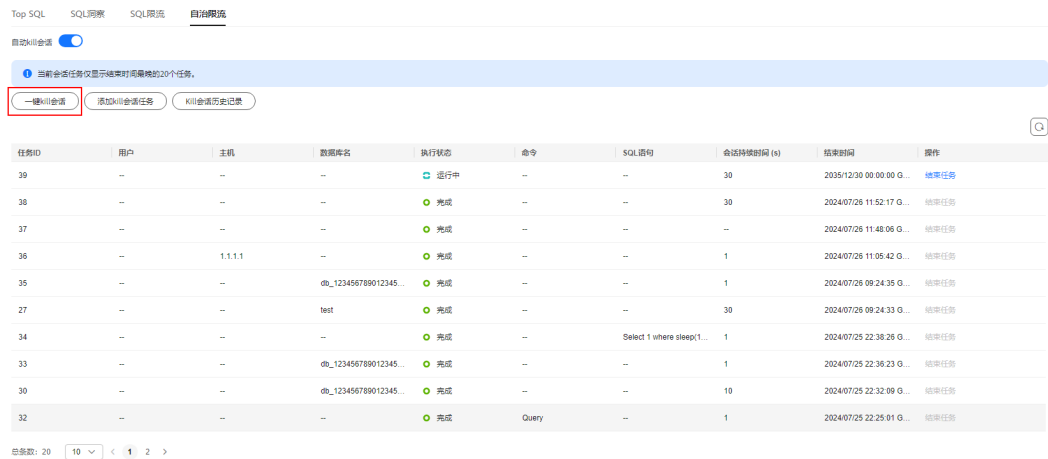 Top SQL SQL洞察 SQL限流 自治限流
自动kill会话
当前会话任务仅显示结束时间最晚的20个任务。
一键kill会话 添加kill会话任务 Kill会话历史记录
任务ID 用户 主机 数据库名 执行状态 命令 SQL语句 会话持续时间 (s) 结束时间 操作
39 -- -- -- 运行中 -- -- 30 2035/12/30 00:00:00 G... 结束任务
38 -- -- -- 完成 -- -- 30 2024/07/26 11:52:17 G... 结束任务
37 -- -- -- 完成 -- -- -- 2024/07/26 11:48:06 G... 结束任务
36 -- 1.1.1.1 -- 完成 -- -- 1 2024/07/26 11:05:42 G... 结束任务
35 -- -- db_123456789012345... 完成 -- -- 1 2024/07/26 09:24:35 G... 结束任务
27 -- -- test 完成 -- -- 30 2024/07/26 09:24:33 G... 结束任务
34 -- -- -- 完成 -- Select 1 where sleep(1... 1 2024/07/25 22:38:26 G... 结束任务
33 -- -- db_123456789012345... 完成 -- -- 1 2024/07/25 22:36:23 G... 结束任务
30 -- -- db_123456789012345... 完成 -- -- 10 2024/07/25 22:32:09 G... 结束任务
32 -- -- -- 完成 Query -- 1 2024/07/25 22:25:01 G... 结束任务
总条数: 20 10 < 1 2 >